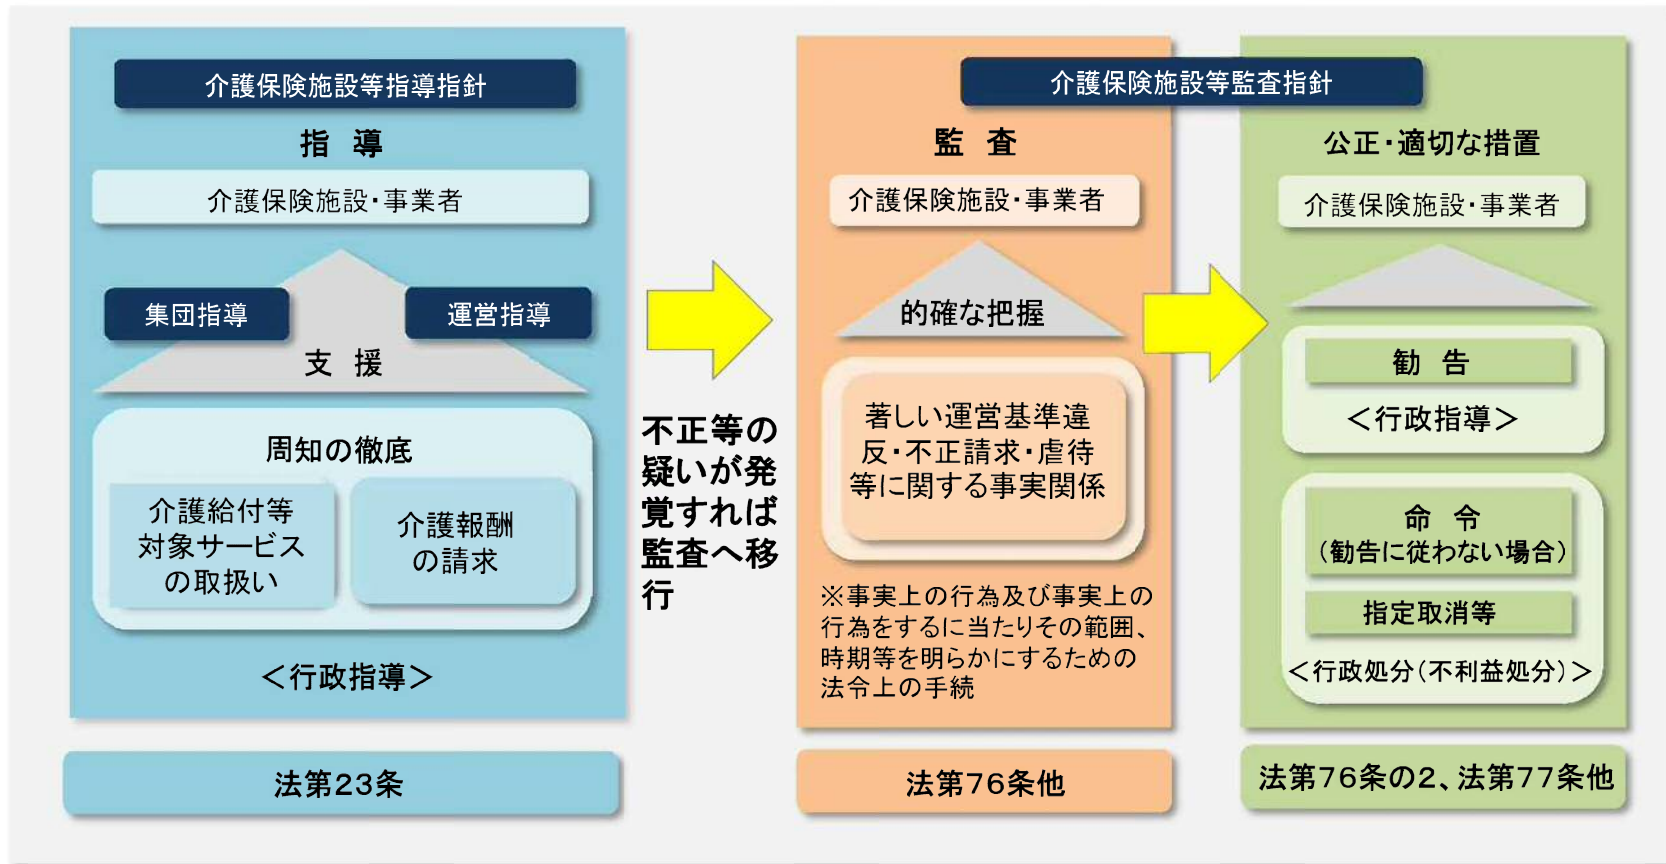 介護保険施設等指導指針
指　導
介護保険施設・事業者
集団指導
運営指導
支　援
周知の徹底
介護給付等
対象サービス
の取扱い
介護報酬
の請求
＜行政指導＞
法第23条
不正等の
疑いが発
覚すれば
監査へ移
行
介護保険施設等監査指針
監　査
介護保険施設・事業者
的確な把握
著しい運営基準違
反・不正請求・虐待
等に関する事実関係
※事実上の行為及び事実上の
行為をするに当たりその範囲、
時期等を明らかにするための
法令上の手続
法第76条他
公正・適切な措置
介護保険施設・事業者
勧　告
＜行政指導＞
命　令
（勧告に従わない場合）
指定取消等
＜行政処分（不利益処分）＞
法第76条の2、法第77条他